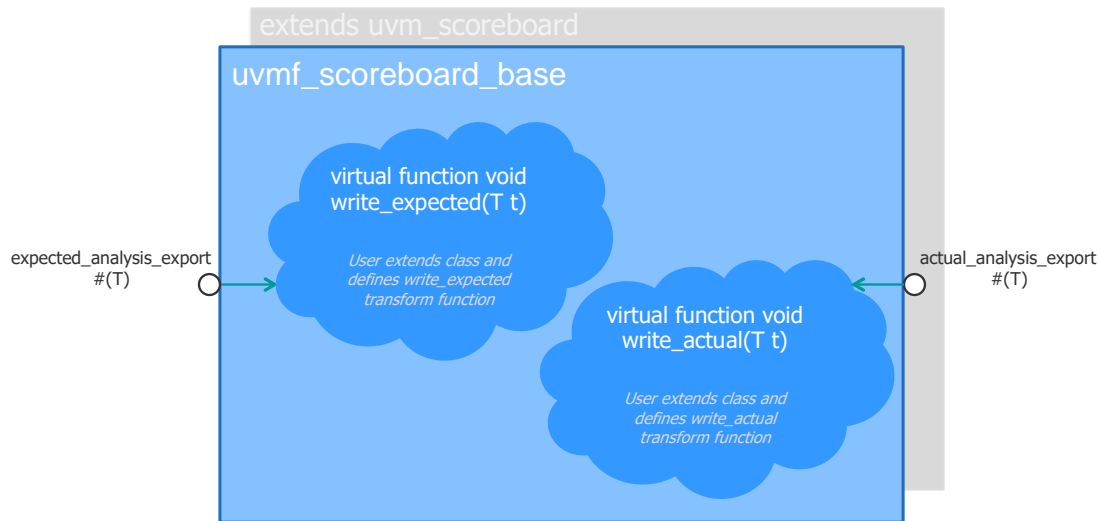 extends uvm_scoreboard
uvmf_scoreboard_base
virtual function void
write_expected(T t)
User extends class and
defines write_expected
transform function
expected_analysis_export
#(T)
actual_analysis_export
#(T)
virtual function void
write_actual(T t)
User extends class and
defines write_actual
transform function